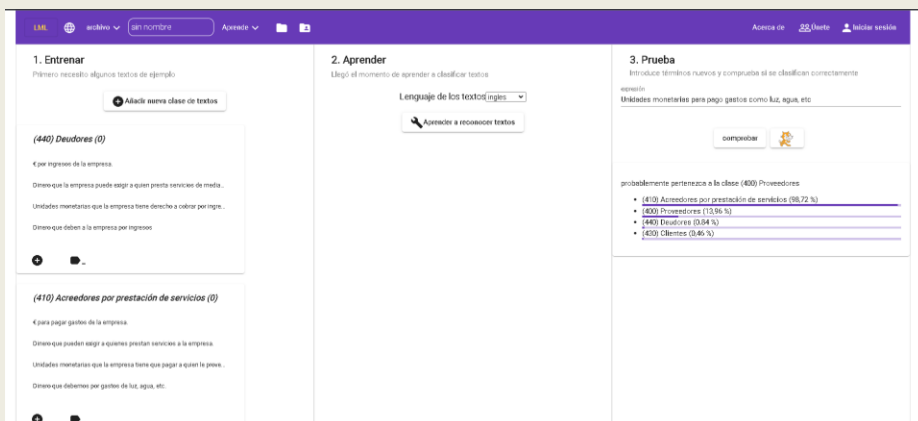 LML archivo sin nombre Aprende Acerca de Únete Iniciar sesión
1. Entrenar
Primero necesito algunos textos de ejemplo
Añadir nueva clase de textos
(440) Deudores (0)
€ por ingresos de la empresa.
Dinero que la empresa puede exigir a quien presta servicios de media...
Unidades monetarias que la empresa tiene derecho a cobrar por ingre...
Dinero que deben a la empresa por ingresos
(410) Acreedores por prestación de servicios (0)
€ para pagar gastos de la empresa.
Dinero que pueden exigir a quienes prestan servicios a la empresa.
Unidades monetarias que la empresa tiene que pagar a quien le prove...
Dinero que debemos por gastos de luz, agua, etc.
2. Aprender
Llegó el momento de aprender a clasificar textos
Lenguaje de los textos ingles
Aprender a reconocer textos
3. Prueba
Introduce términos nuevos y comprueba si se clasifican correctamente
expresión
Unidades monetarias para pago gastos como luz, agua, etc
comprobar
probablemente pertenezca a la clase (400) Proveedores
(410) Acreedores por prestación de servicios (98,72 %)
(400) Proveedores (13,96 %)
(440) Deudores (0,84 %)
(430) Clientes (0,46 %)